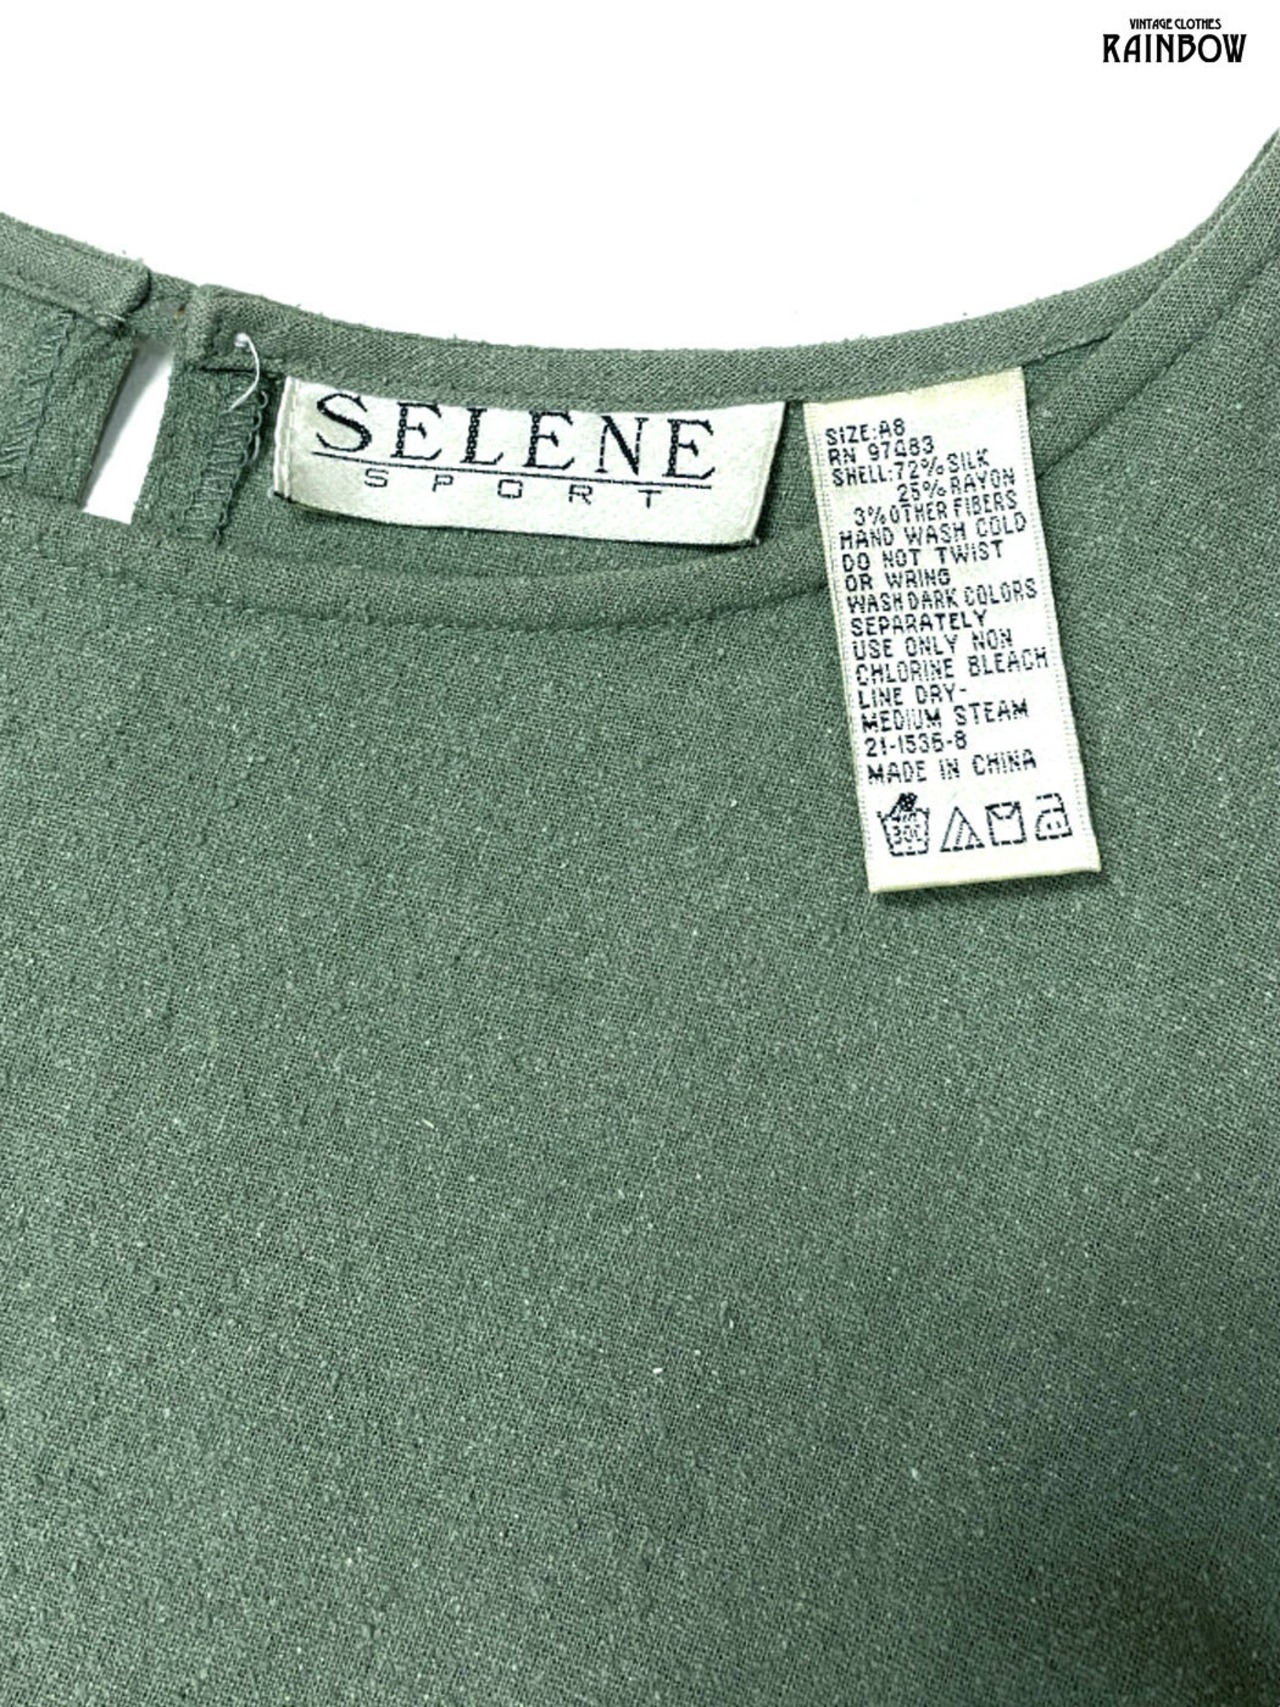 VINTAGE CLOTHES
RAINBOW
SELENE
SPORT
SIZE:A8
RN 97483
SHELL:72%SILK
25%RAYON
3%OTHER FIBERS
HAND WASH COLD
DO NOT TWIST
OR WRING
WASH DARK COLORS
SEPARATELY
USE ONLY NON
CHLORINE BLEACH
LINE DRY-
MEDIUM STEAM
21-1536-8
MADE IN CHINA
30C